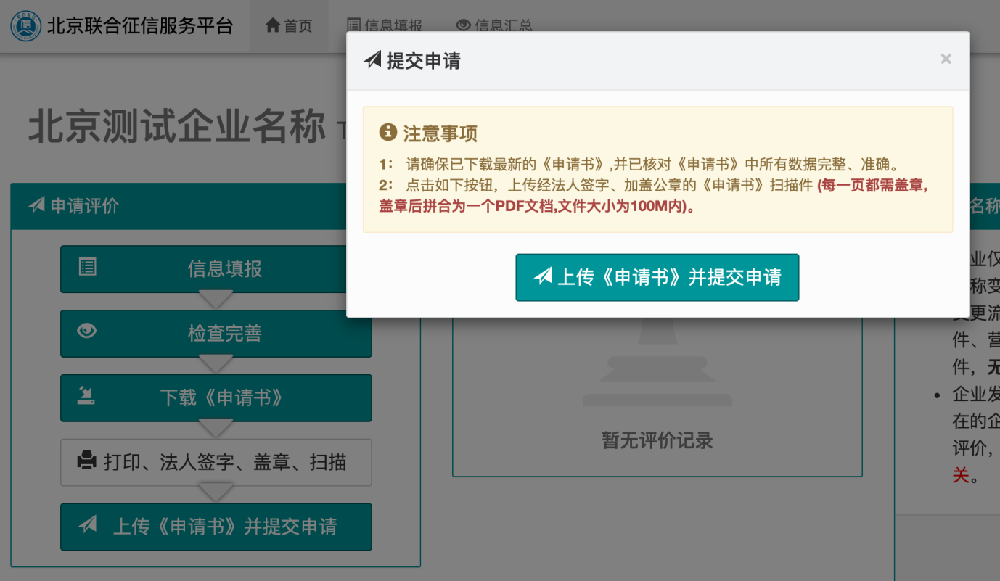 北京联合征信服务平台
首页
信息填报
信息汇总
提交申请
×
北京测试企业名称
注意事项
1： 请确保已下载最新的《申请书》,并已核对《申请书》中所有数据完整、准确。
2： 点击如下按钮，上传经法人签字、加盖公章的《申请书》扫描件 (每一页都需盖章,
盖章后拼合为一个PDF文档,文件大小为100M内)。
上传《申请书》并提交申请
申请评价
信息填报
检查完善
下载《申请书》
打印、法人签字、盖章、扫描
上传《申请书》并提交申请
暂无评价记录
名称
业仅
称变
更流
件、营
件，无
企业发
在的企
评价，
关。